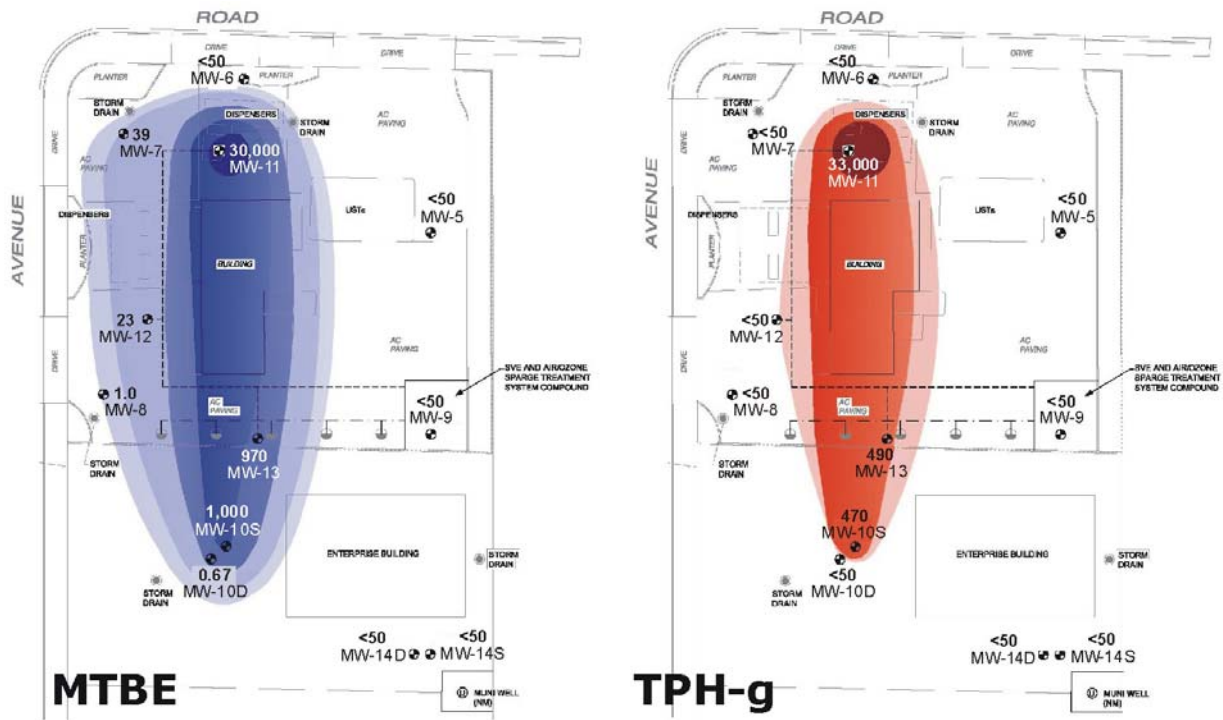 ROAD
DRIVE
DRIVE
<50
MW-6
PLANTER
PLANTER
STORM
DRAIN
DISPENSERS
STORM
DRAIN
AC
PAVING
DRIVE
39
MW-7
AC
PAVING
30,000
MW-11
AVENUE
DISPENSERS
PLANTER
USTs
<50
MW-5
BUILDING
23
MW-12
AC
PAVING
DRIVE
SVE AND AIR/OZONE
SPARGE TREATMENT
SYSTEM COMPOUND
1.0
MW-8
AC
PAVING
<50
MW-9
STORM
DRAIN
970
MW-13
1,000
MW-10S
ENTERPRISE BUILDING
STORM
DRAIN
0.67
MW-10D
STORM
DRAIN
<50
MW-14D
<50
MW-14S
MTBE
MUNI WELL
(NM)
ROAD
DRIVE
DRIVE
<50
MW-6
PLANTER
PLANTER
STORM
DRAIN
DISPENSERS
STORM
DRAIN
AC
PAVING
DRIVE
<50
MW-7
AC
PAVING
33,000
MW-11
AVENUE
DISPENSERS
PLANTER
USTs
<50
MW-5
BUILDING
<50
MW-12
AC
PAVING
DRIVE
SVE AND AIR/OZONE
SPARGE TREATMENT
SYSTEM COMPOUND
<50
MW-8
AC
PAVING
<50
MW-9
STORM
DRAIN
490
MW-13
470
MW-10S
ENTERPRISE BUILDING
STORM
DRAIN
<50
MW-10D
STORM
DRAIN
<50
MW-14D
<50
MW-14S
TPH-g
MUNI WELL
(NM)